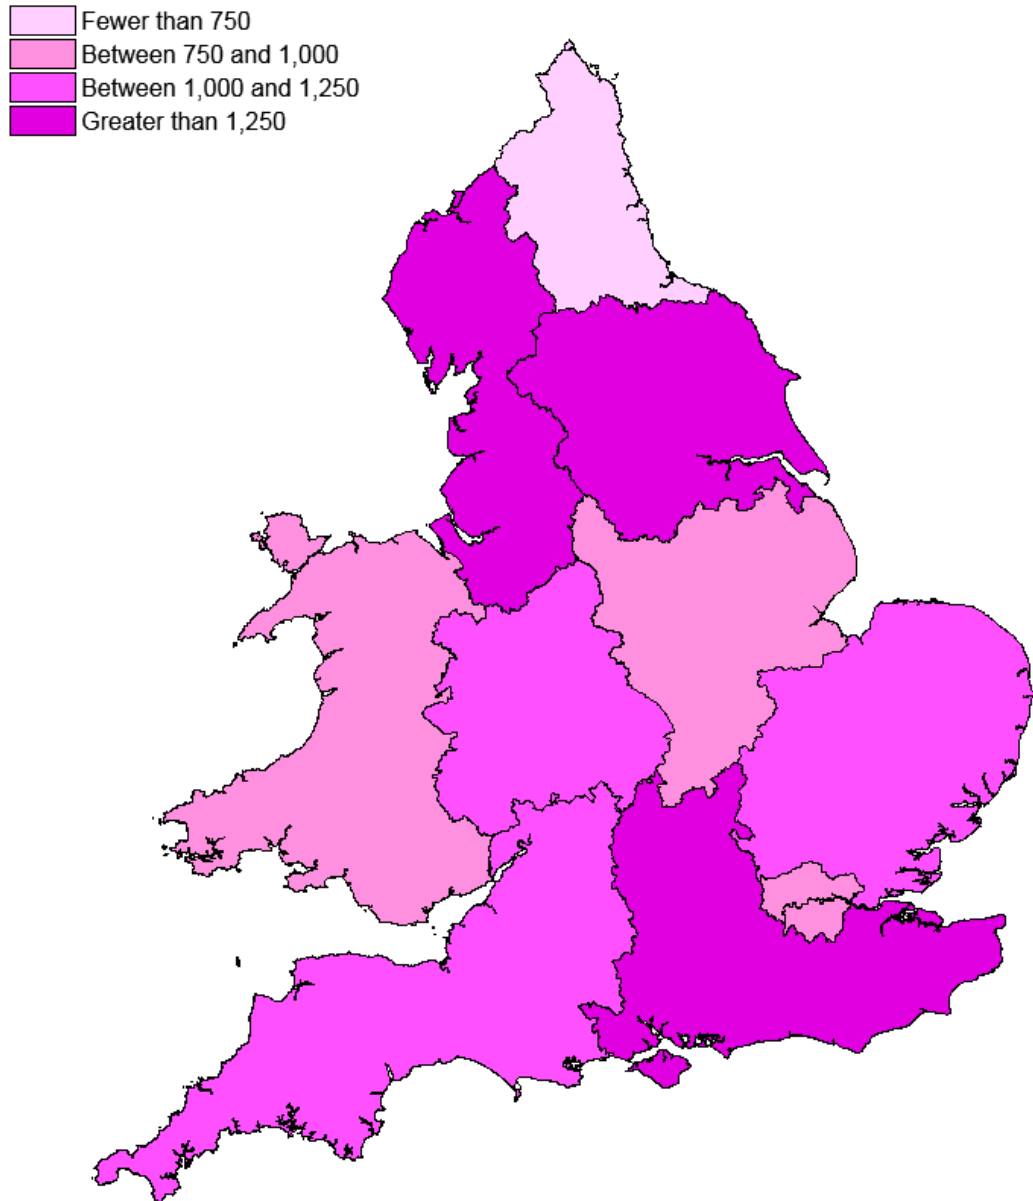 Fewer than 750
Between 750 and 1,000
Between 1,000 and 1,250
Greater than 1,250